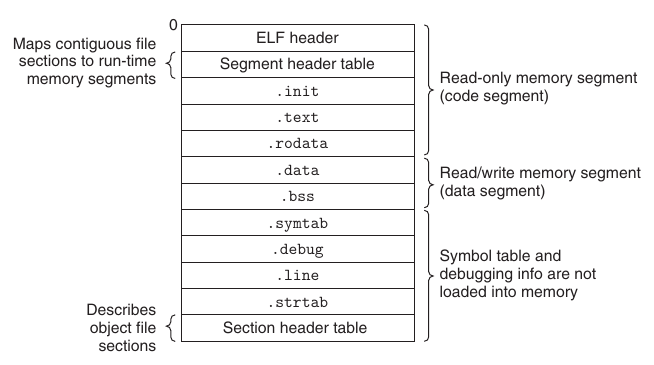 0
Maps contiguous file
sections to run-time
memory segments
ELF header
Segment header table
.init
.text
.rodata
.data
.bss
.symtab
.debug
.line
.strtab
Section header table
Describes
object file
sections
Read-only memory segment
(code segment)
Read/write memory segment
(data segment)
Symbol table and
debugging info are not
loaded into memory